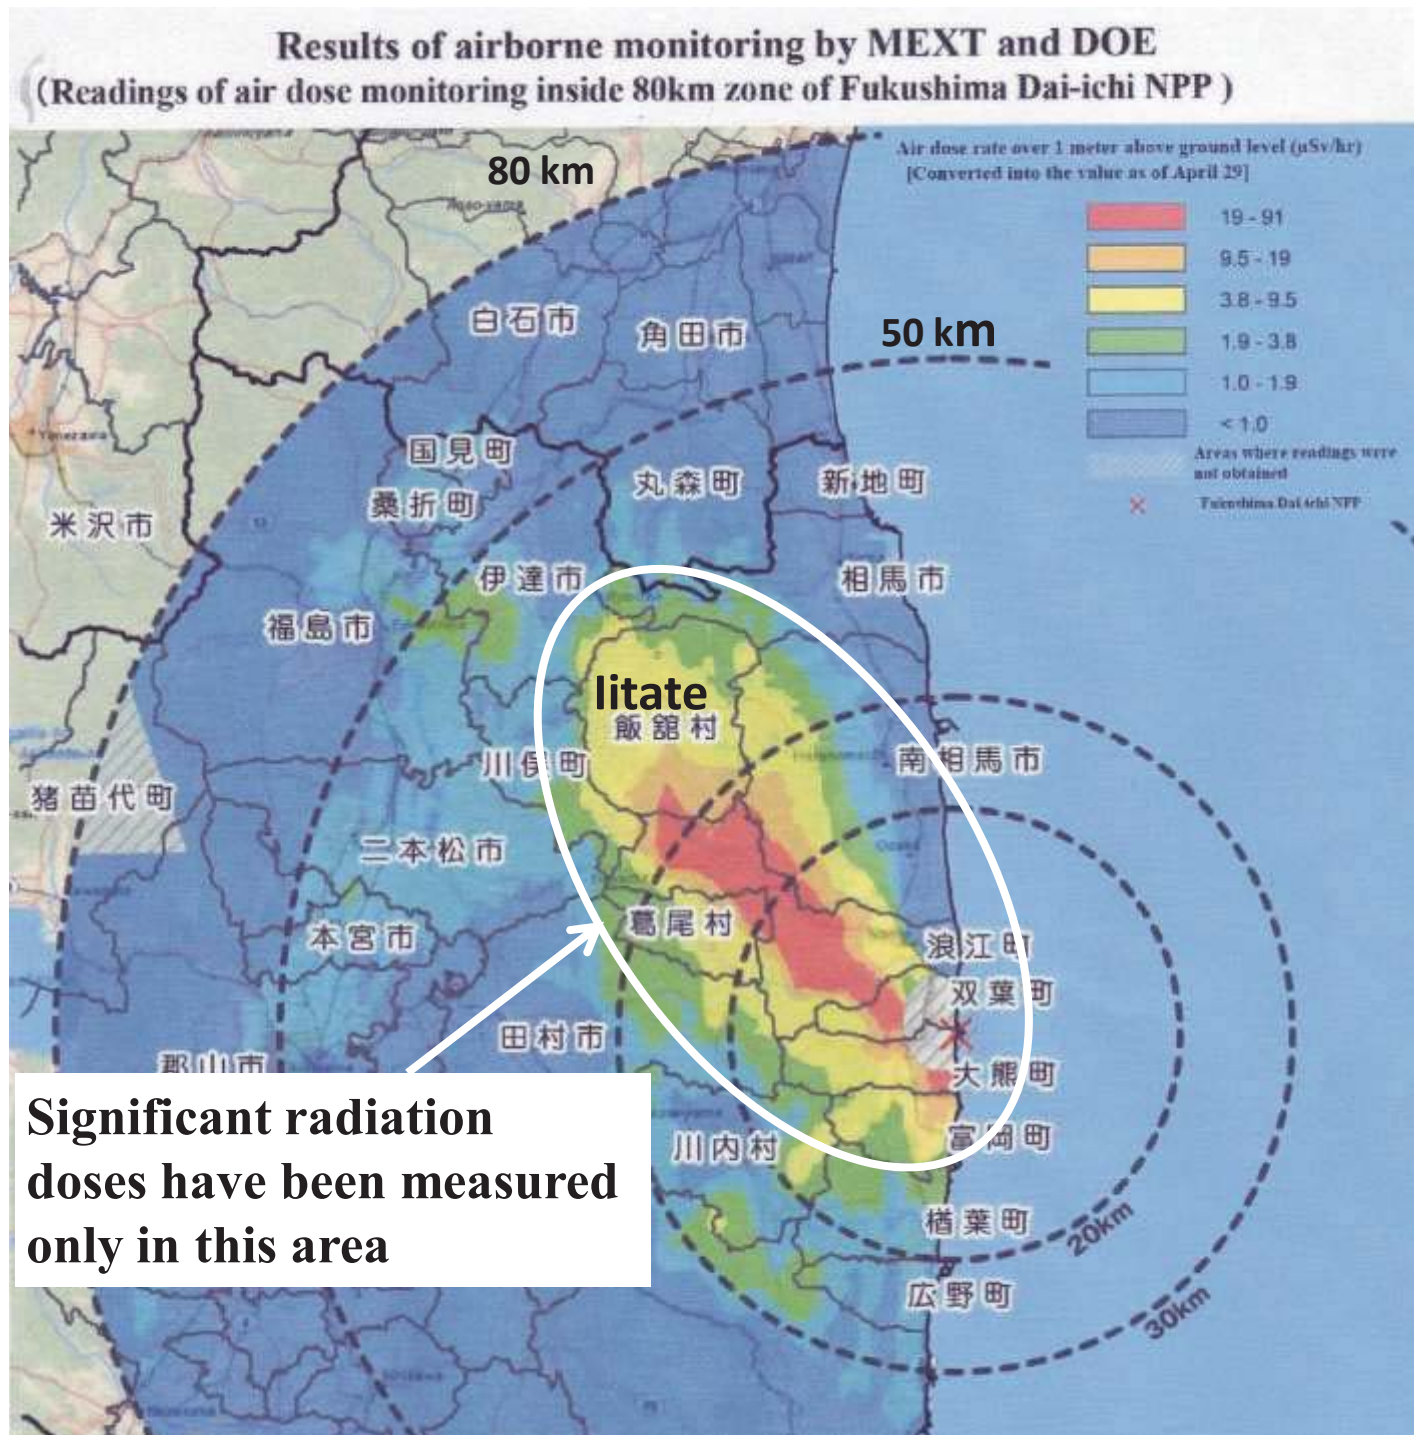 Results of airborne monitoring by MEXT and DOE
(Readings of air dose monitoring inside 80km zone of Fukushima Dai-ichi NPP )
Air dose rate over 1 meter above ground level (μSv/hr)
[Converted into the value as of April 29]
80 km
19 - 91
9.5 - 19
3.8 - 9.5
1.9 - 3.8
1.0 - 1.9
< 1.0
Areas where readings were
not obtained
Fukushima Dai-ichi NPP
50 km
白石市
角田市
国見町
丸森町
新地町
桑折町
米沢市
伊達市
相馬市
福島市
Iitate
飯舘村
川俣町
南相馬市
猪苗代町
二本松市
葛尾村
本宮市
浪江町
双葉町
田村市
郡山市
大熊町
Significant radiation
doses have been measured
only in this area
富岡町
川内村
楢葉町
20km
広野町
30km